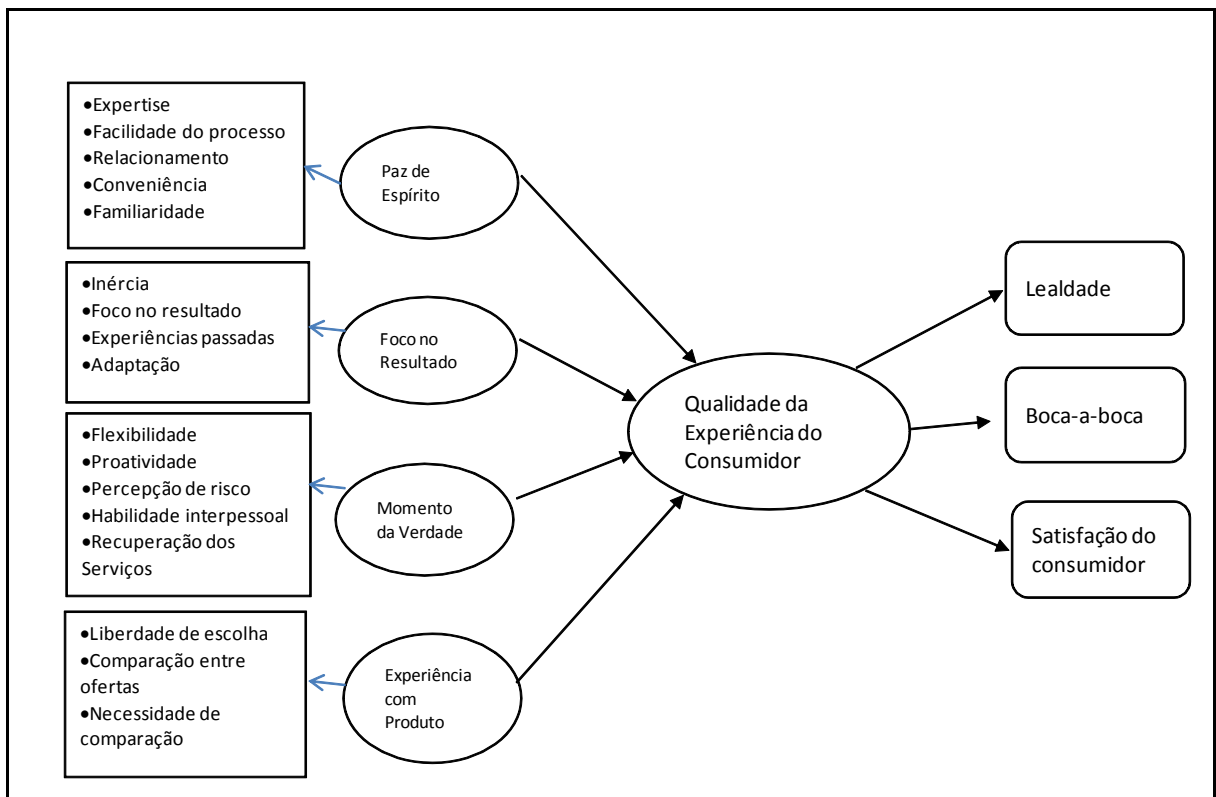 •Expertise
•Facilidade do processo
•Relacionamento
•Conveniência
•Familiaridade
Paz de
Espírito
•Inércia
•Foco no resultado
•Experiências passadas
•Adaptação
Foco no
Resultado
•Flexibilidade
•Proatividade
•Percepção de risco
•Habilidade interpessoal
•Recuperação dos
Serviços
Momento
da Verdade
•Liberdade de escolha
•Comparação entre
ofertas
•Necessidade de
comparação
Experiência
com
Produto
Qualidade da
Experiência do
Consumidor
Lealdade
Boca-a-boca
Satisfação do
consumidor